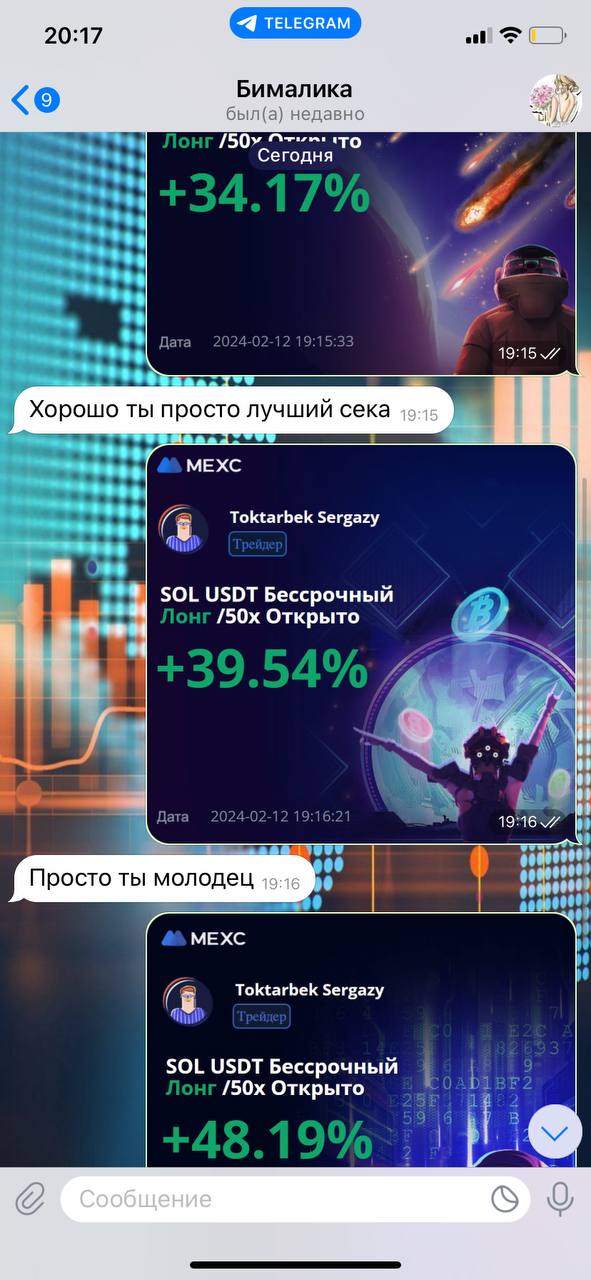 20:17
TELEGRAM
9
Бималика
был(а) недавно
Лонг /50x Открыто
Сегодня
+34.17%
Дата 2024-02-12 19:15:33
19:15
Хорошо ты просто лучший сека 19:15
MEXC
Toktarbek Sergazy
Трейдер
SOL USDT Бессрочный
Лонг /50x Открыто
+39.54%
Дата 2024-02-12 19:16:21
19:16
Просто ты молодец 19:16
MEXC
Toktarbek Sergazy
Трейдер
SOL USDT Бессрочный
Лонг /50x Открыто
+48.19%
Сообщение